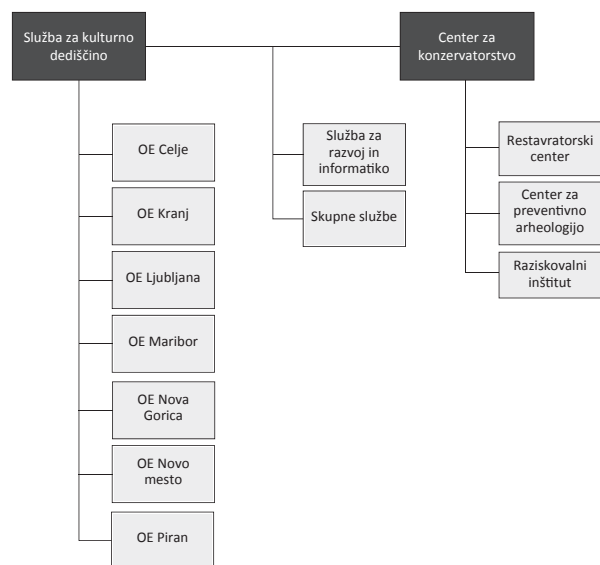 Služba za kulturno
dediščino
Center za
konzervatorstvo
OE Celje
OE Kranj
OE Ljubljana
OE Maribor
OE Nova
Gorica
OE Novo
mesto
OE Piran
Služba za
razvoj in
informatiko
Skupne službe
Restavratorski
center
Center za
preventivno
arheologijo
Raziskovalni
inštitut